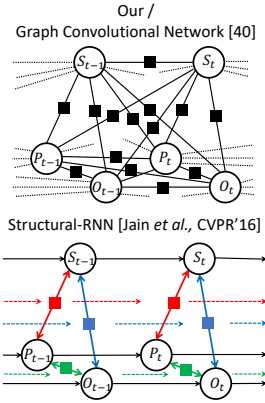 Our /
Graph Convolutional Network [40]
S_{t-1} S_t
P_{t-1} P_t
O_{t-1} O_t
Structural-RNN [Jain et al., CVPR'16]
S_{t-1} S_t
P_{t-1} P_t
O_{t-1} O_t